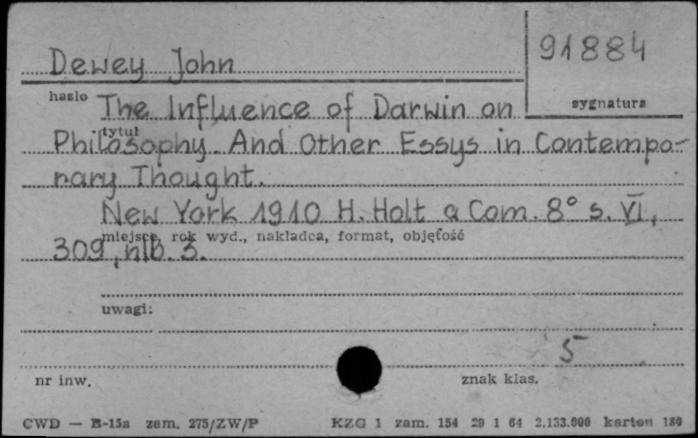 91884
Dewey John
hasło
sygnatura
The Influence of Darwin on
tytuł
Philosophy. And Other Essys in Contempo-
rary Thought.
New York 1910 H. Holt a Com. 8° s. VI,
miejsce, rok wyd., nakładca, format, objętość
309, nlb. 3.
uwagi:
5
nr inw.
znak klas.
CWD — B-15a zam. 275/ZW/P KZG 1 zam. 154 29 1 64 2.133.000 karton 180